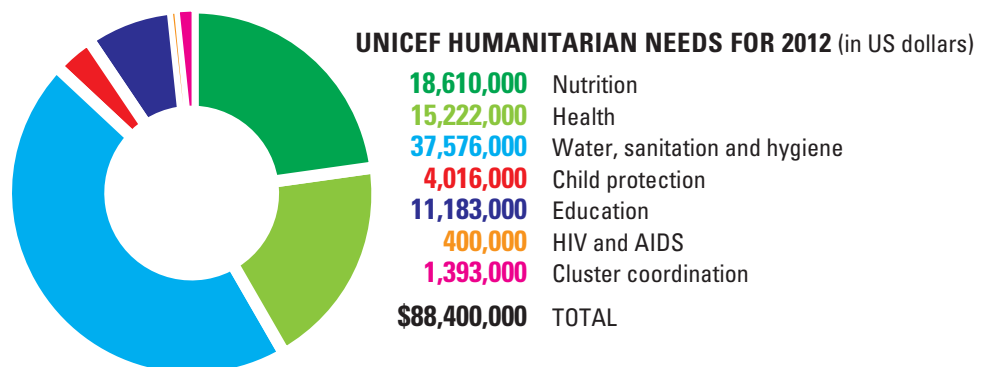 UNICEF HUMANITARIAN NEEDS FOR 2012 (in US dollars)
18,610,000 Nutrition
15,222,000 Health
37,576,000 Water, sanitation and hygiene
4,016,000 Child protection
11,183,000 Education
400,000 HIV and AIDS
1,393,000 Cluster coordination
$88,400,000 TOTAL